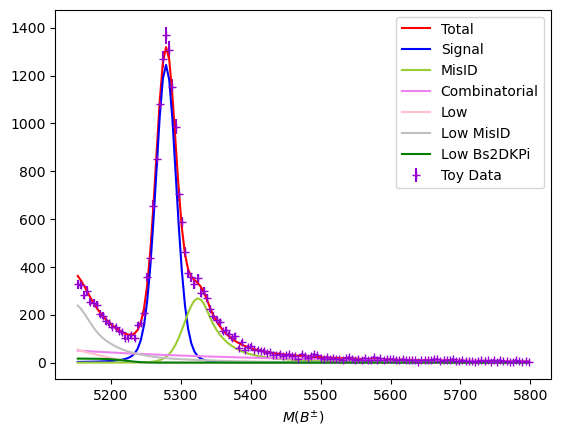 1400
1200
1000
800
600
400
200
0
5200 5300 5400 5500 5600 5700 5800
M(B±)
Total
Signal
MisID
Combinatorial
Low
Low MisID
Low Bs2DKPi
Toy Data